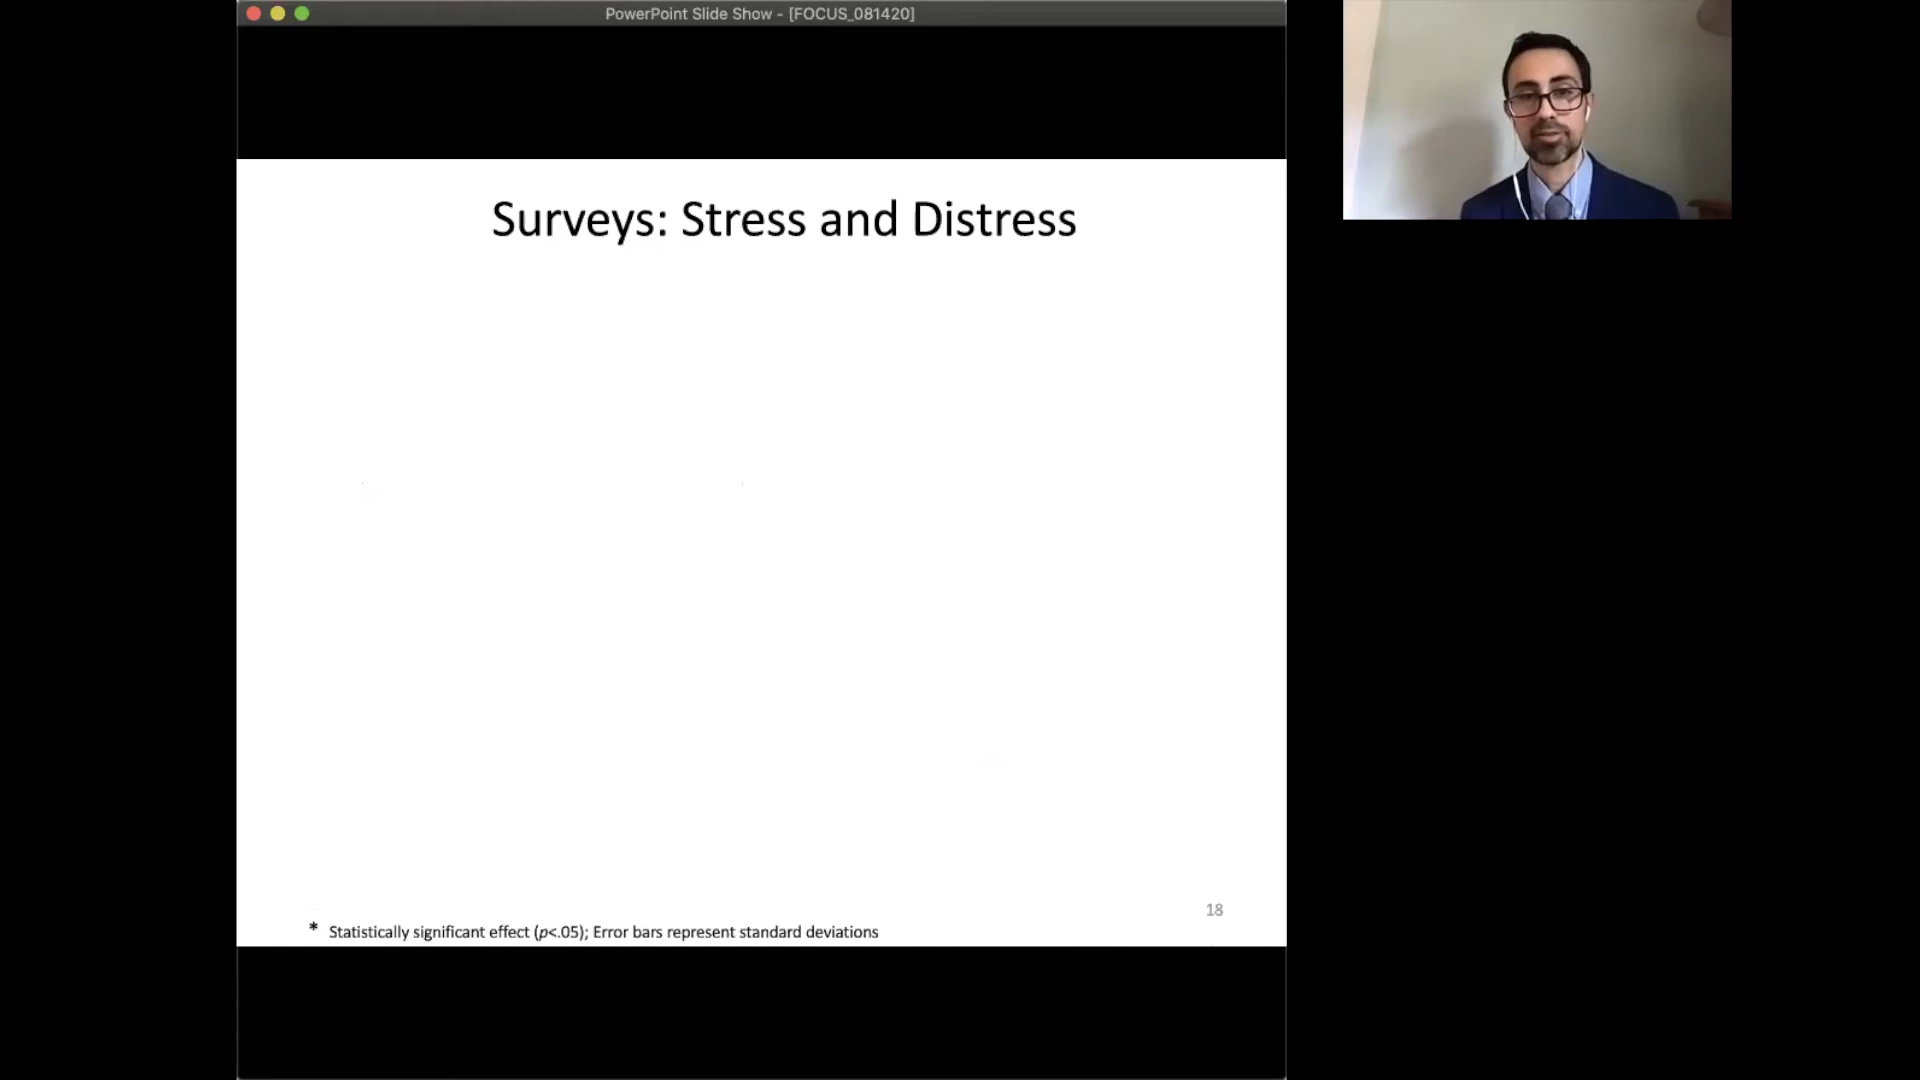 PowerPoint Slide Show - [FOCUS_081420]
Surveys: Stress and Distress
18
* Statistically significant effect (p<.05); Error bars represent standard deviations